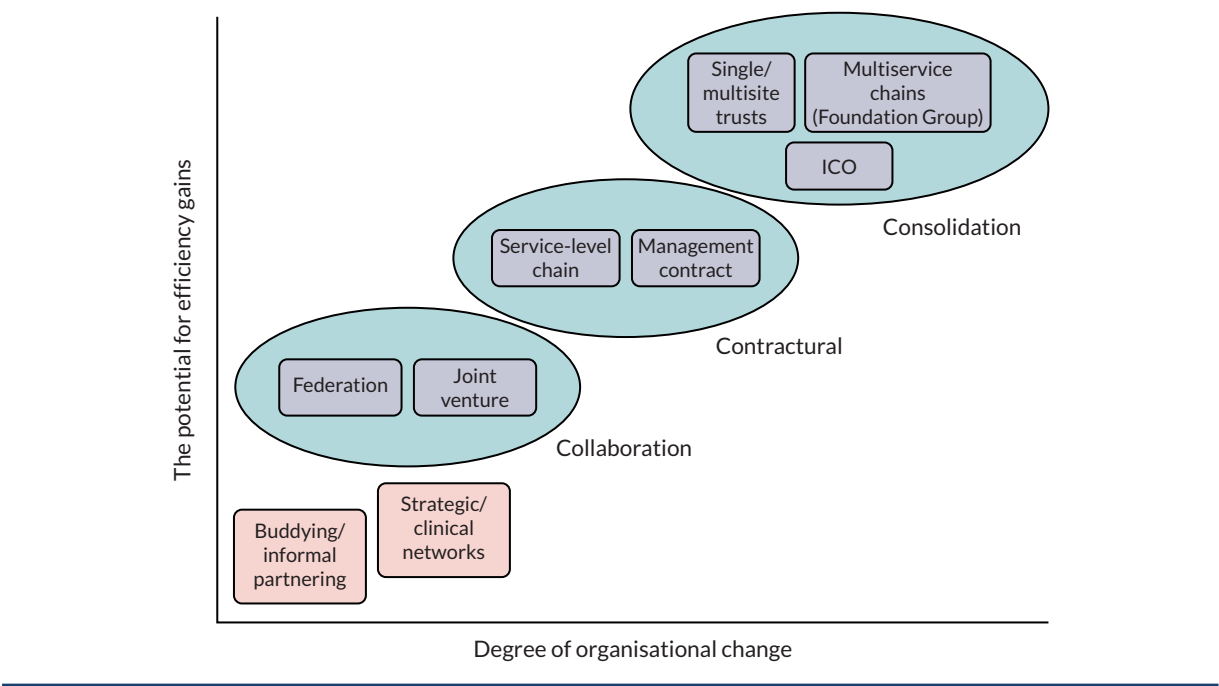 The potential for efficiency gains
Single/
multisite
trusts
Multiservice
chains
(Foundation Group)
ICO
Consolidation
Service-level
chain
Management
contract
Contractural
Federation
Joint
venture
Collaboration
Strategic/
clinical
networks
Buddying/
informal
partnering
Degree of organisational change